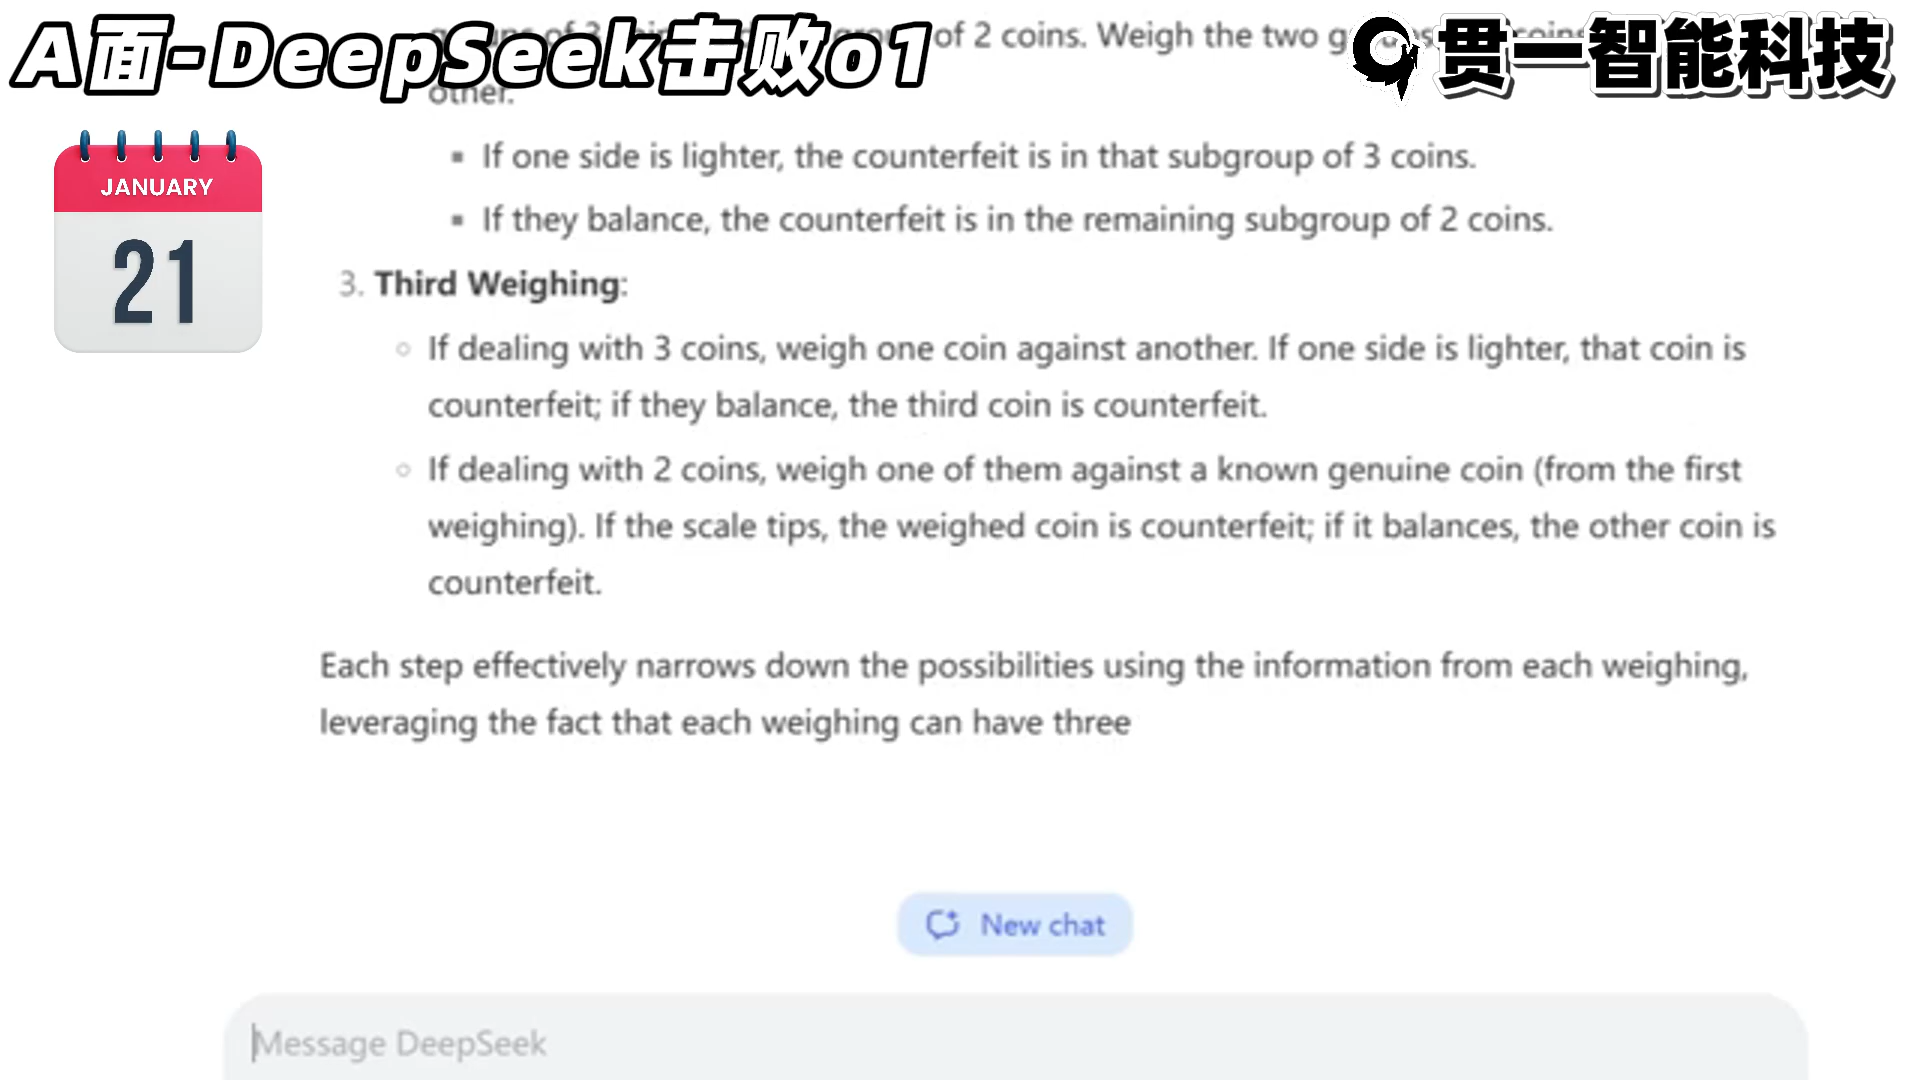 A面-DeepSeek击败o1
贯一智能科技
of 2 coins. Weigh the two
other.
JANUARY
21
▪ If one side is lighter, the counterfeit is in that subgroup of 3 coins.
▪ If they balance, the counterfeit is in the remaining subgroup of 2 coins.
3. Third Weighing:
○ If dealing with 3 coins, weigh one coin against another. If one side is lighter, that coin is
counterfeit; if they balance, the third coin is counterfeit.
○ If dealing with 2 coins, weigh one of them against a known genuine coin (from the first
weighing). If the scale tips, the weighed coin is counterfeit; if it balances, the other coin is
counterfeit.
Each step effectively narrows down the possibilities using the information from each weighing,
leveraging the fact that each weighing can have three
New chat
Message DeepSeek